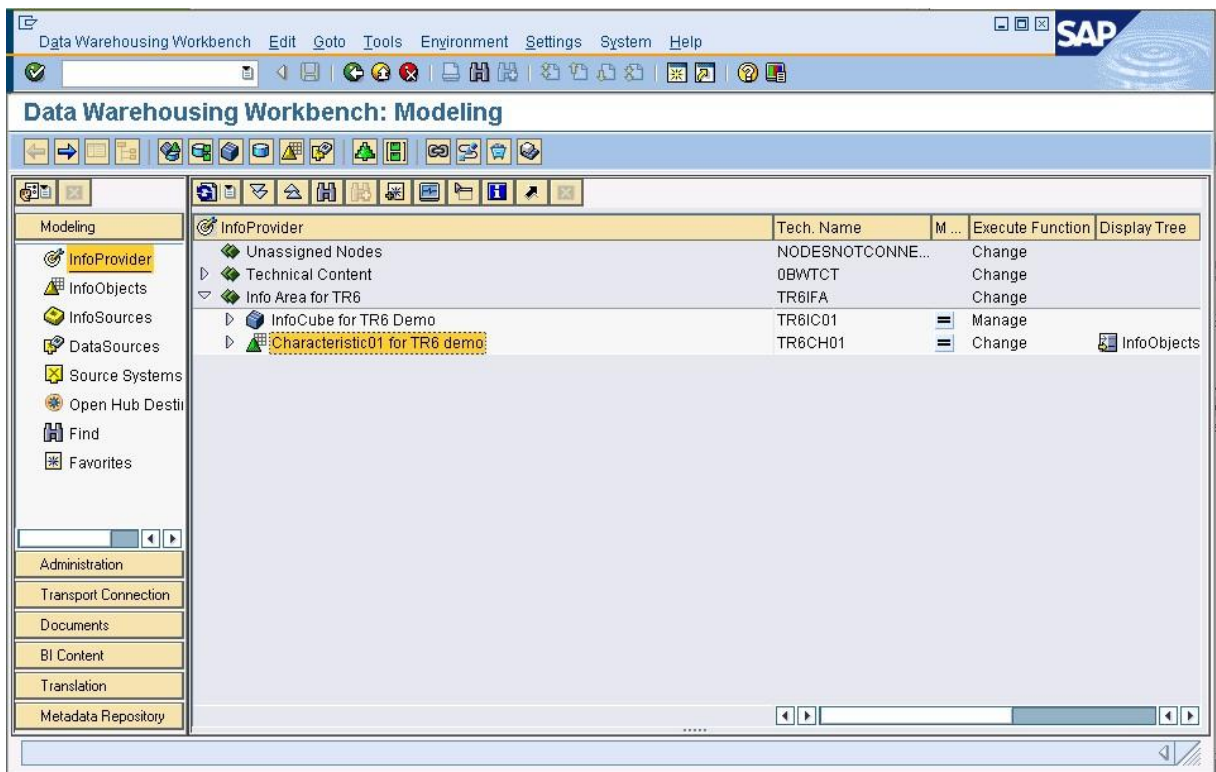 Data Warehousing Workbench Edit Goto Tools Environment Settings System Help
SAP
Data Warehousing Workbench: Modeling
Modeling
InfoProvider
InfoObjects
InfoSources
DataSources
Source Systems
Open Hub Destin
Find
Favorites
Administration
Transport Connection
Documents
BI Content
Translation
Metadata Repository
InfoProvider Tech. Name M ... Execute Function Display Tree
Unassigned Nodes NODESNOTCONNE... Change
Technical Content 0BWTCT Change
Info Area for TR6 TR6IFA Change
InfoCube for TR6 Demo TR6IC01 = Manage
Characteristic01 for TR6 demo TR6CH01 = Change InfoObjects